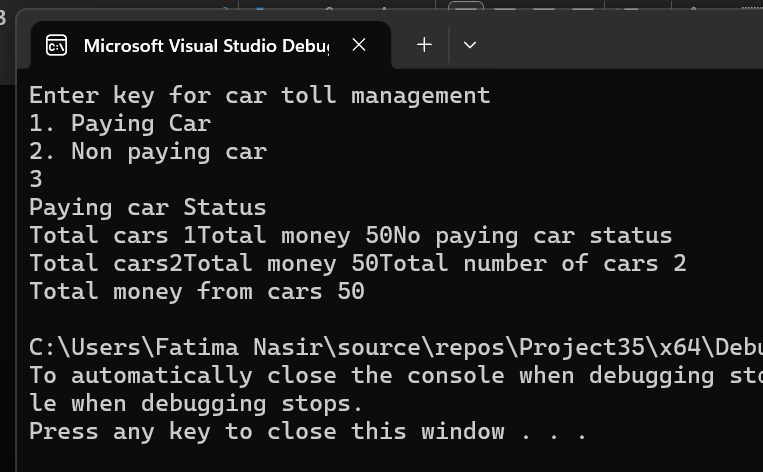 Microsoft Visual Studio
Enter key for car toll management
1. Paying Car
2. Non paying car
3
Paying car Status
Total cars 1Total money 50No paying car status
Total cars2Total money 50Total number of cars 2
Total money from cars 50
C:\Users\Fatima Nasir\source\repos\Project35\x64\Debu
To automatically close the console when debugging sto
le when debugging stops.
Press any key to close this window . . .